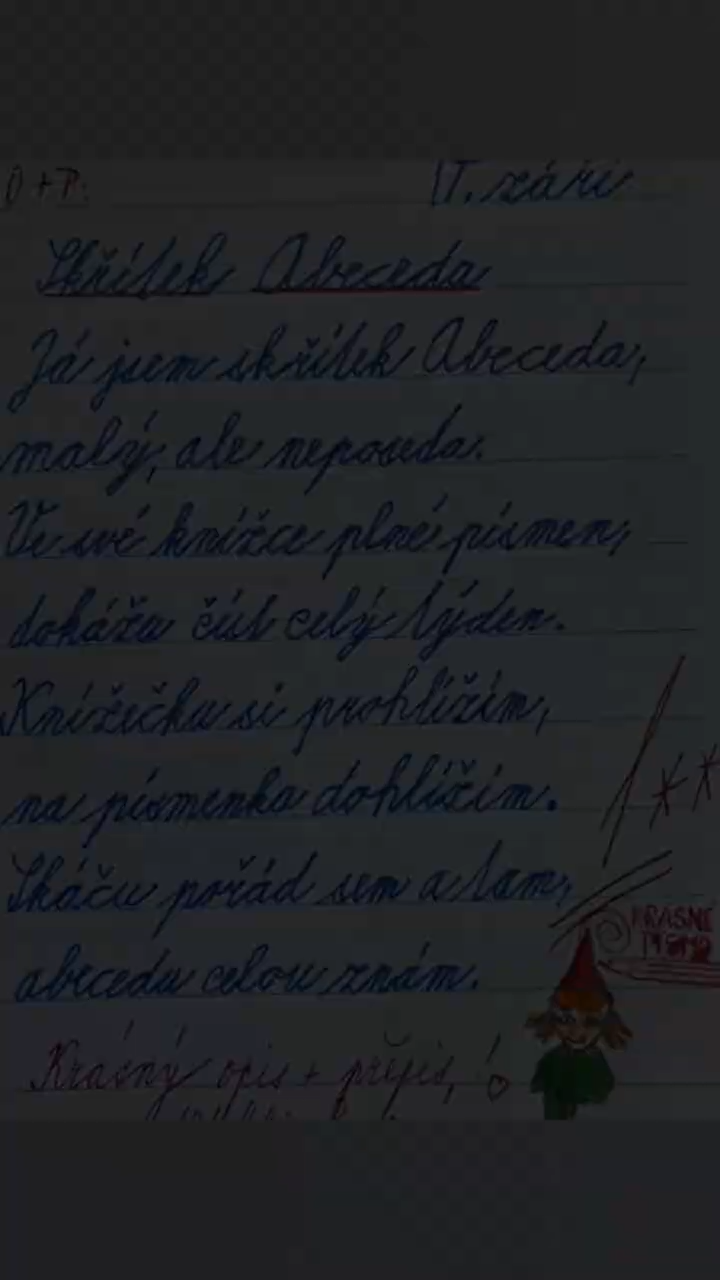 O + P:
17. září
Skřítek Abeceda
Já jsem skřítek Abeceda,
malý, ale neposeda.
Ve své knížce plné písmen,
dokážu číst celý týden.
Knížečku si prohlížím,
na písmenka dohlížím.
Skáču pořád sem a tam,
abecedu celou znám.
KRÁSNÉ
PÍSMO
Krásný opis + přepis, !